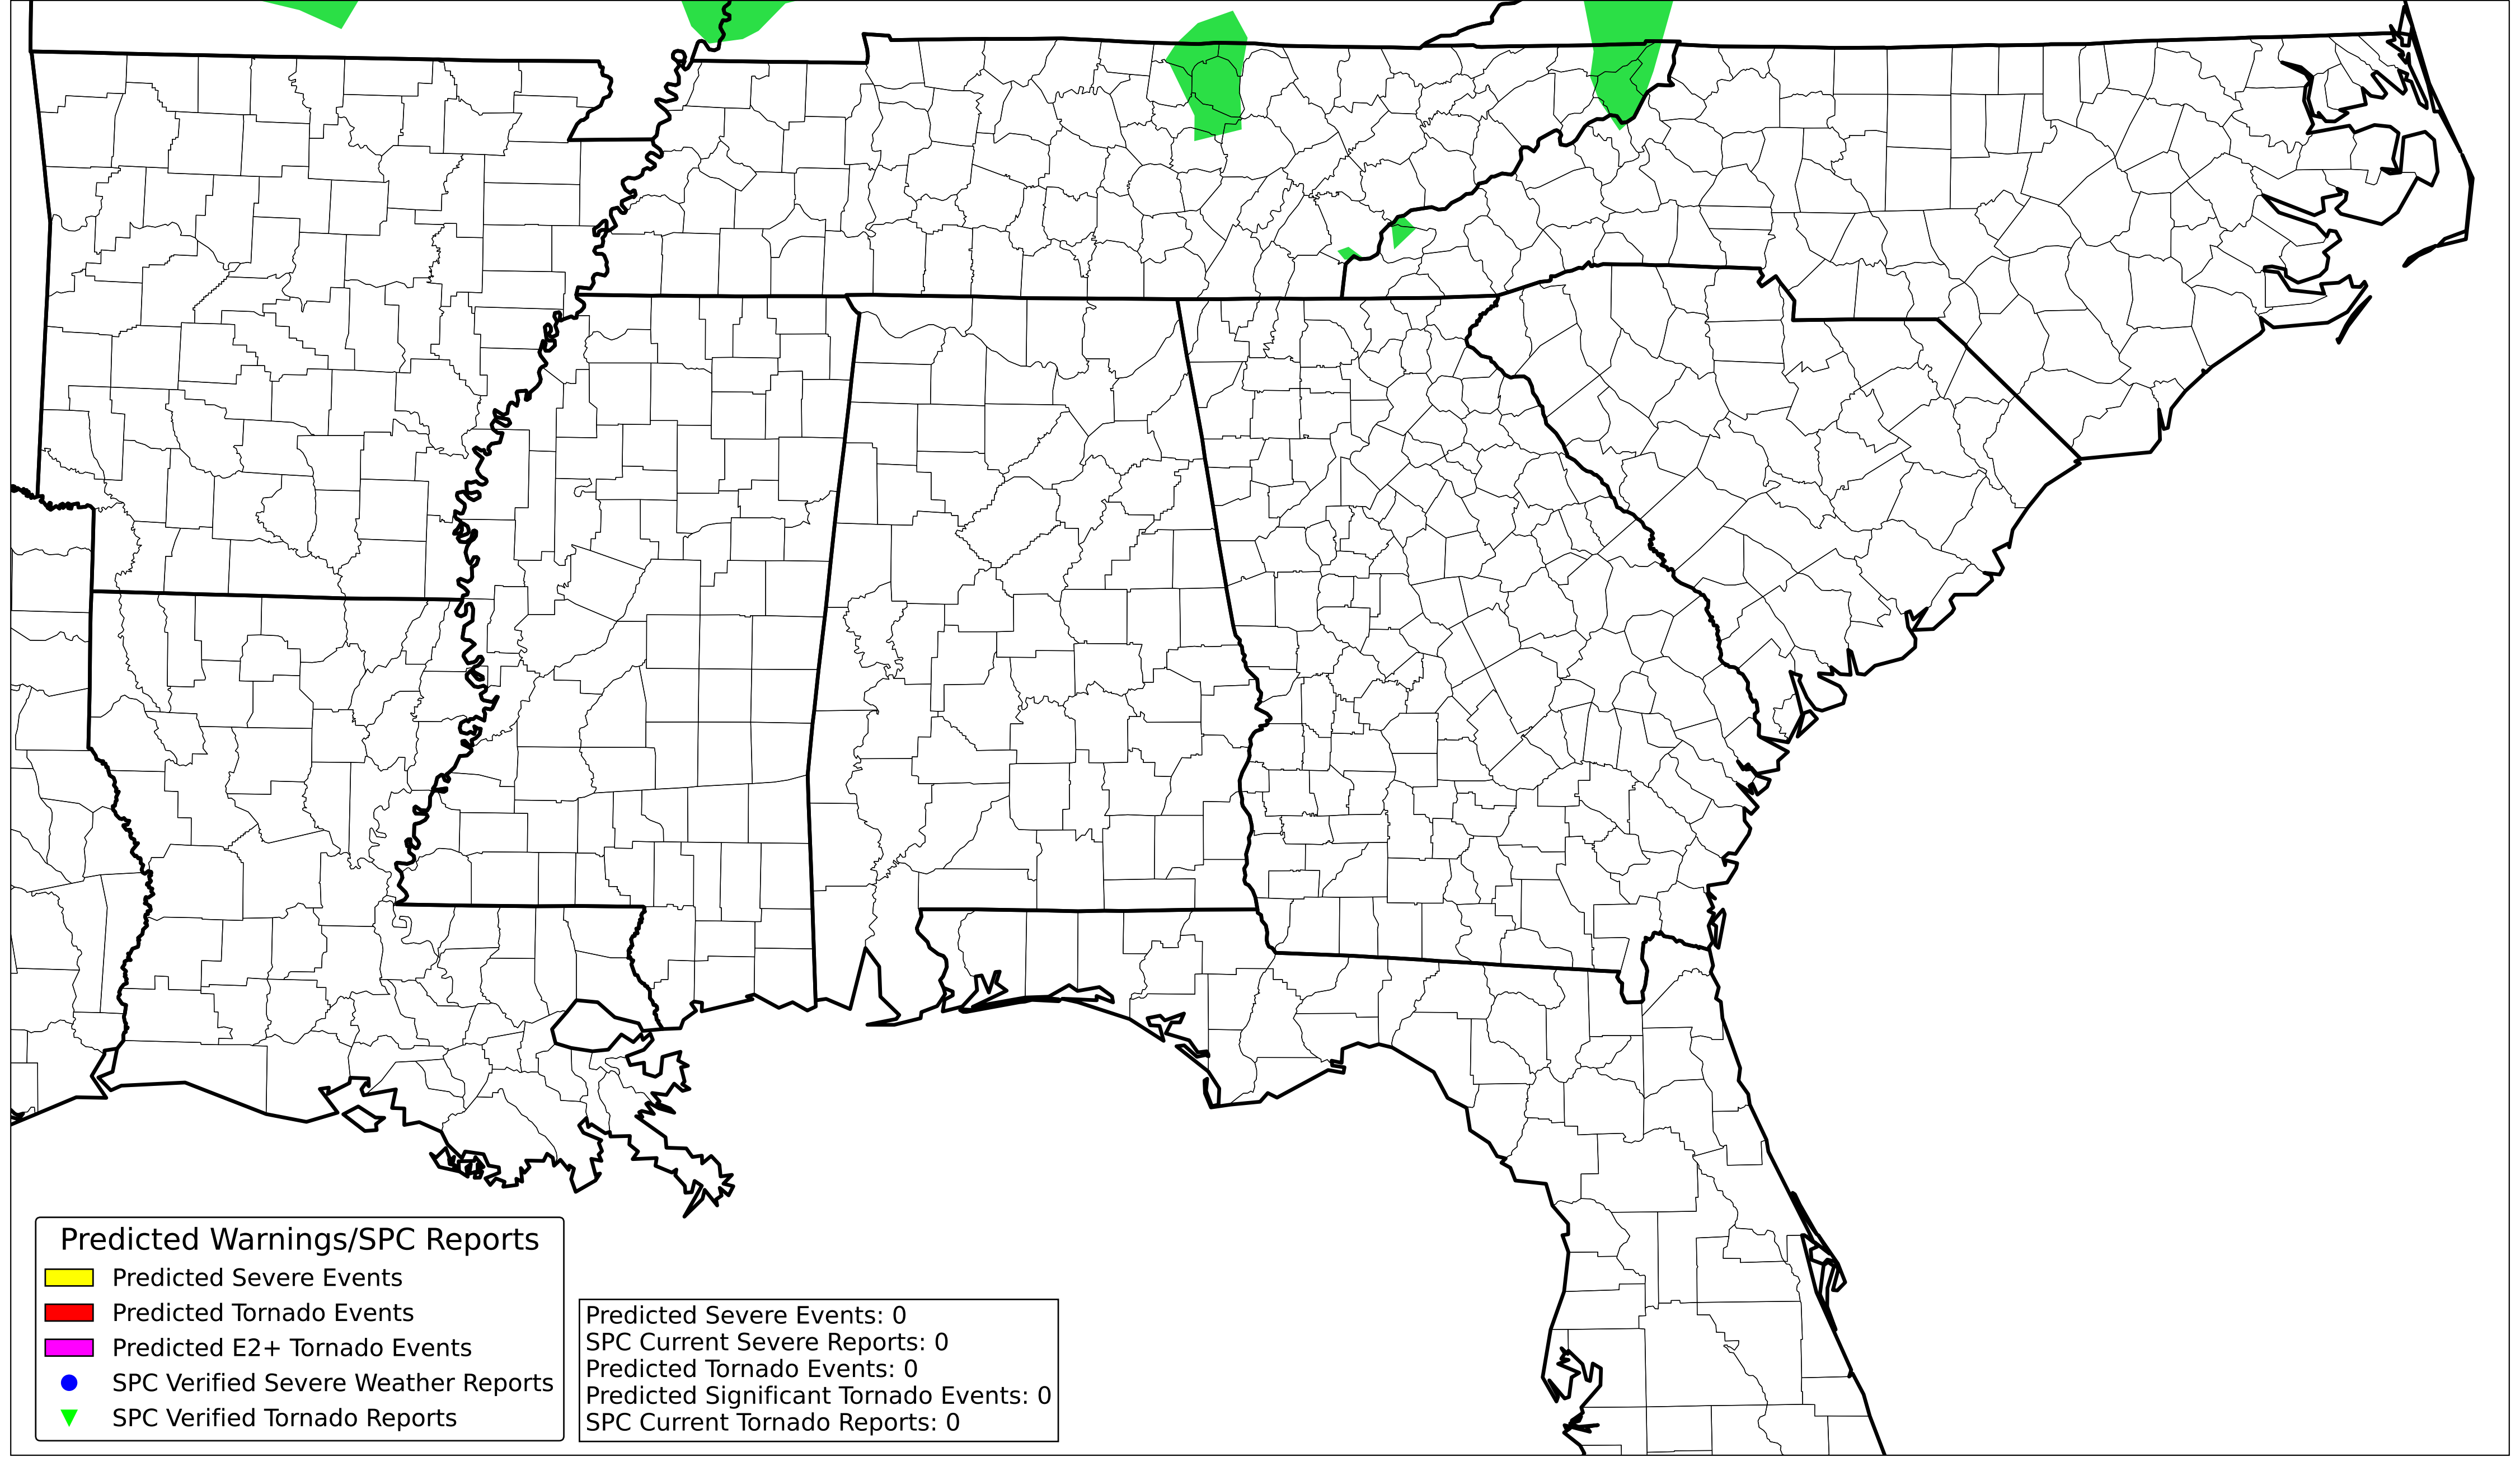 Predicted Warnings/SPC Reports
Predicted Severe Events
Predicted Tornado Events
Predicted E2+ Tornado Events
SPC Verified Severe Weather Reports
SPC Verified Tornado Reports
Predicted Severe Events: 0
SPC Current Severe Reports: 0
Predicted Tornado Events: 0
Predicted Significant Tornado Events: 0
SPC Current Tornado Reports: 0